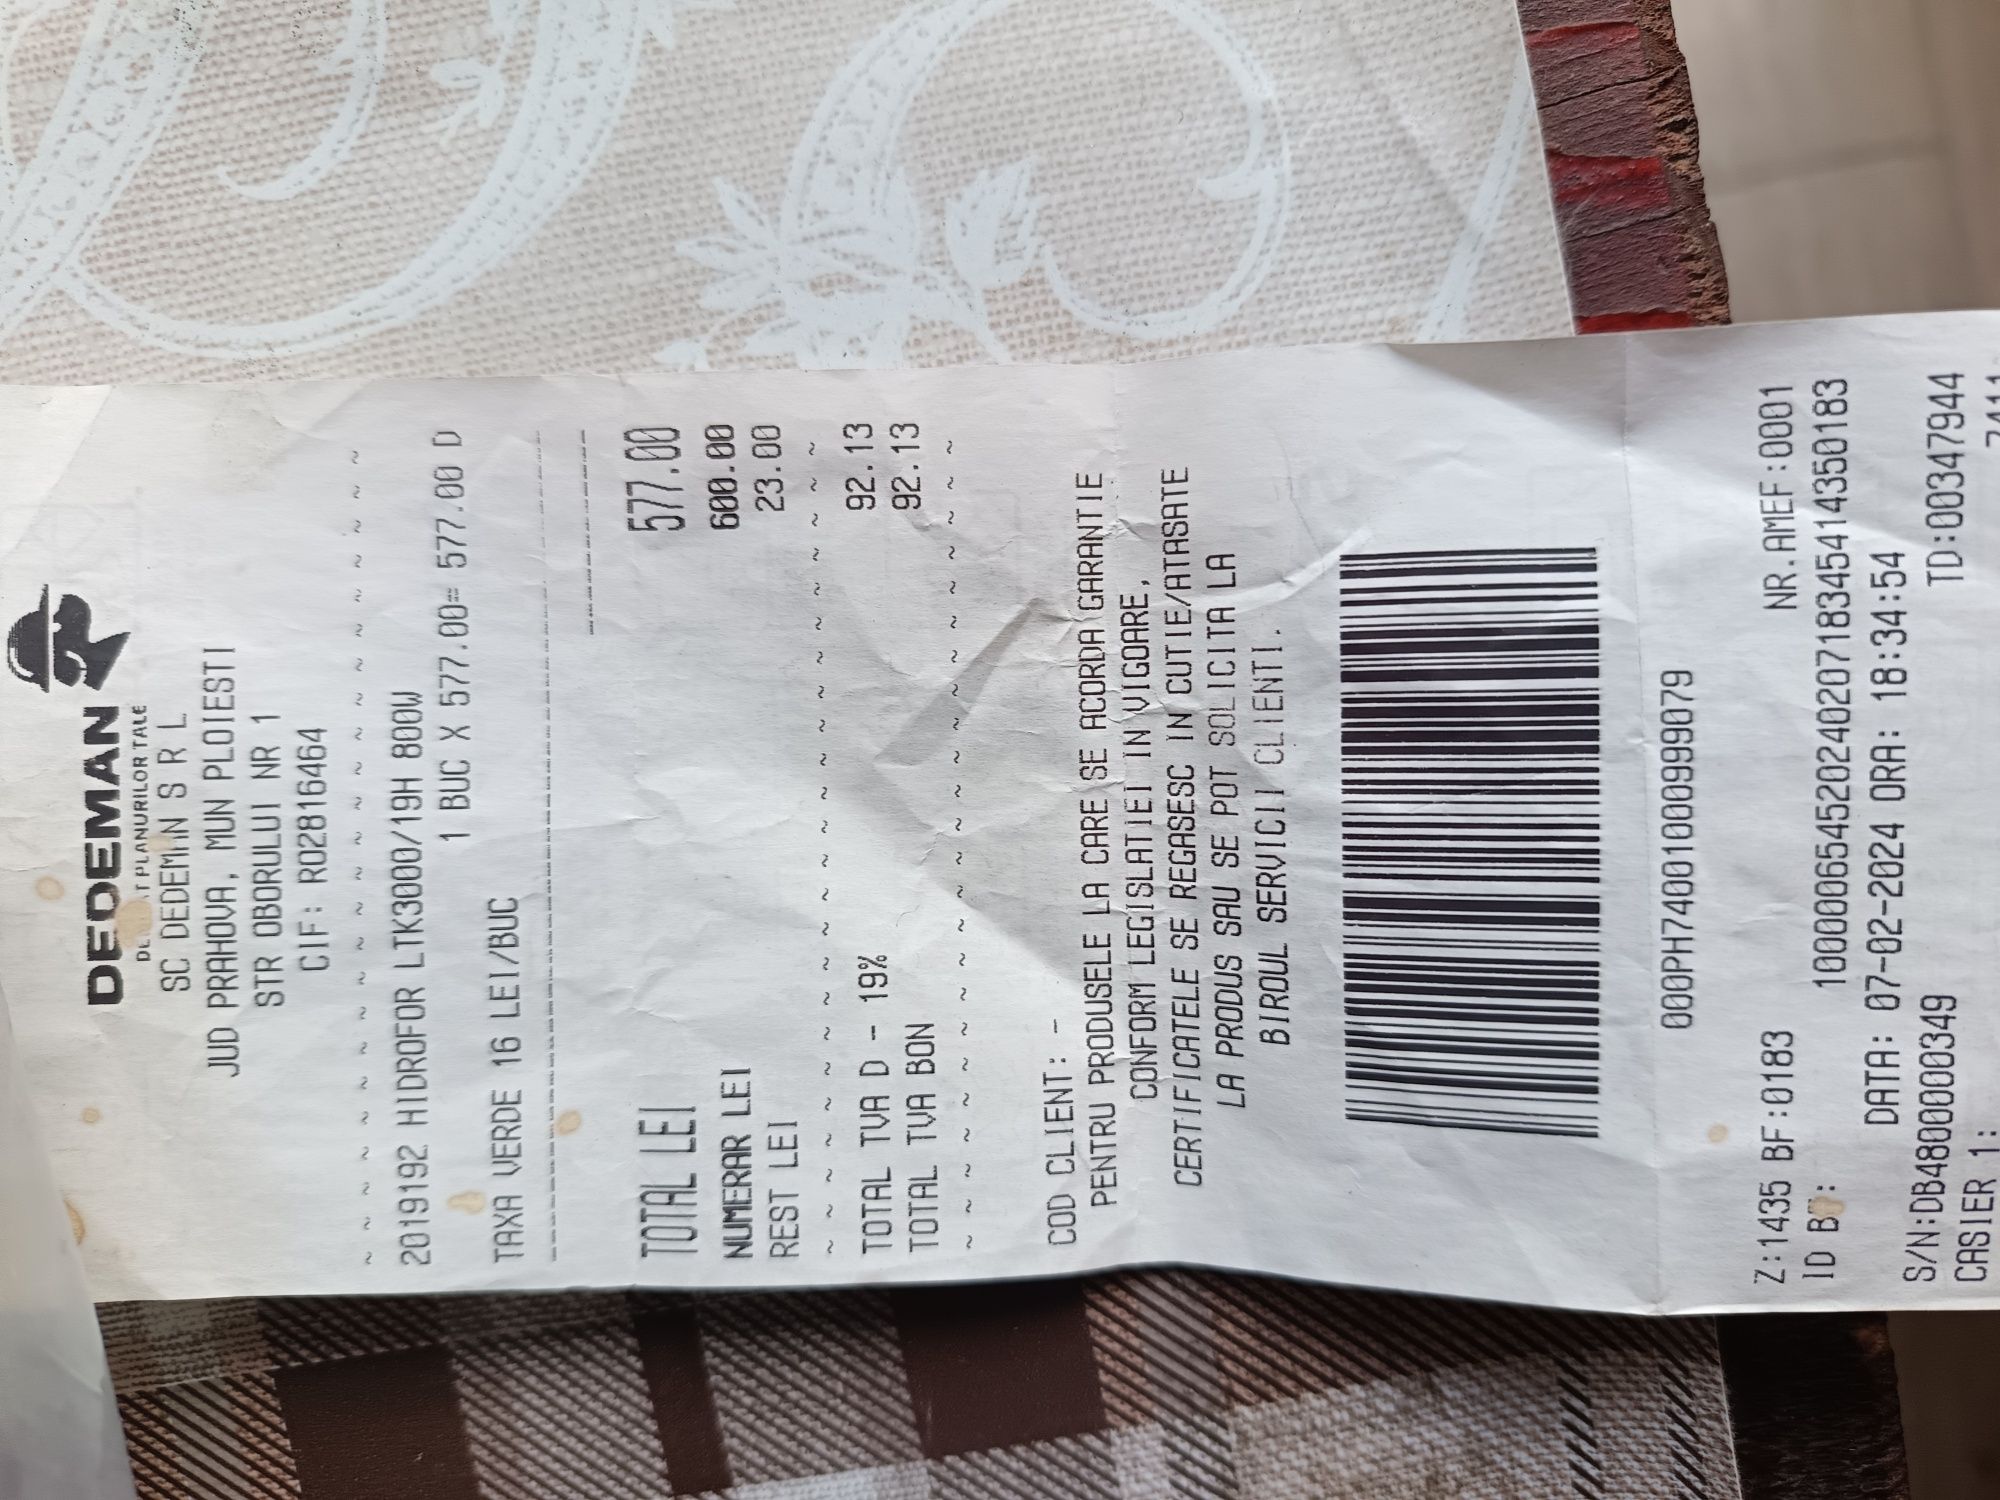 DEDEMAN
PLANURILOR TALE
SC DEDEMAN S R L
JUD PRAHOVA, MUN PLOIESTI
STR OBORULUI NR 1
CIF: RO2816464
~ ~ ~ ~ ~ ~ ~ ~ ~ ~ ~ ~ ~ ~ ~ ~ ~ ~
2019192 HIDROFOR LTK3000/19H 800W
1 BUC X 577.00= 577.00 D
TAXA VERDE 16 LEI/BUC
TOTAL LEI 577.00
NUMERAR LEI 600.00
REST LEI 23.00
~ ~ ~ ~ ~ ~ ~ ~ ~ ~ ~ ~ ~ ~ ~ ~ ~ ~
TOTAL TVA D - 19% 92.13
TOTAL TVA BON 92.13
~ ~ ~ ~ ~ ~ ~ ~ ~ ~ ~ ~ ~ ~ ~ ~ ~ ~
COD CLIENT: -
PENTRU PRODUSELE LA CARE SE ACORDA GARANTIE
CONFORM LEGISLATIEI IN VIGOARE,
CERTIFICATELE SE REGASESC IN CUTIE/ATASATE
LA PRODUS SAU SE POT SOLICITA LA
BIROUL SERVICII CLIENTI.
000PH74001000999079
Z:1435 BF:0183 NR.AMEF:0001
ID BF: 10000065452024020718345414350183
DATA: 07-02-2024 ORA: 18:34:54
S/N:DB4800000349 TD:00347944
CASIER 1: